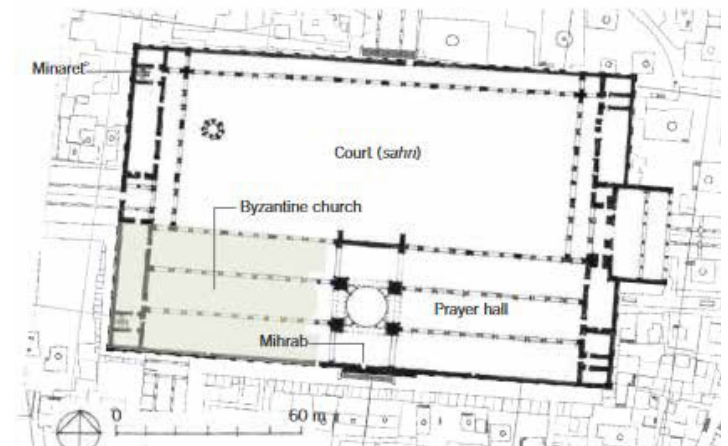 Minaret
Court (sahn)
Byzantine church
Prayer hall
Mihrab
0 60 m